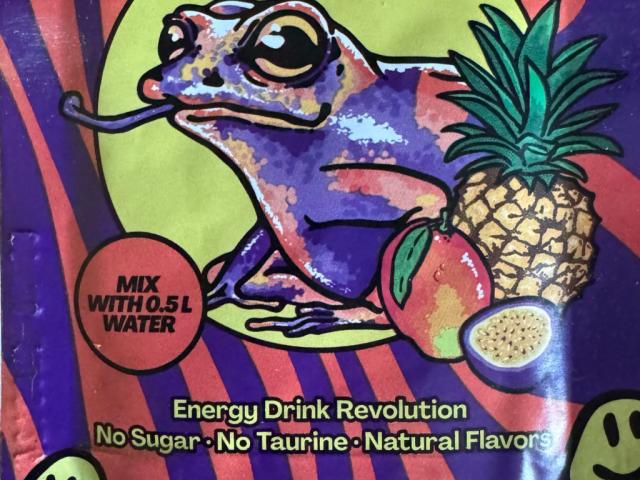 MIX
WITH 0.5 L
WATER
Energy Drink Revolution
No Sugar · No Taurine · Natural Flavors